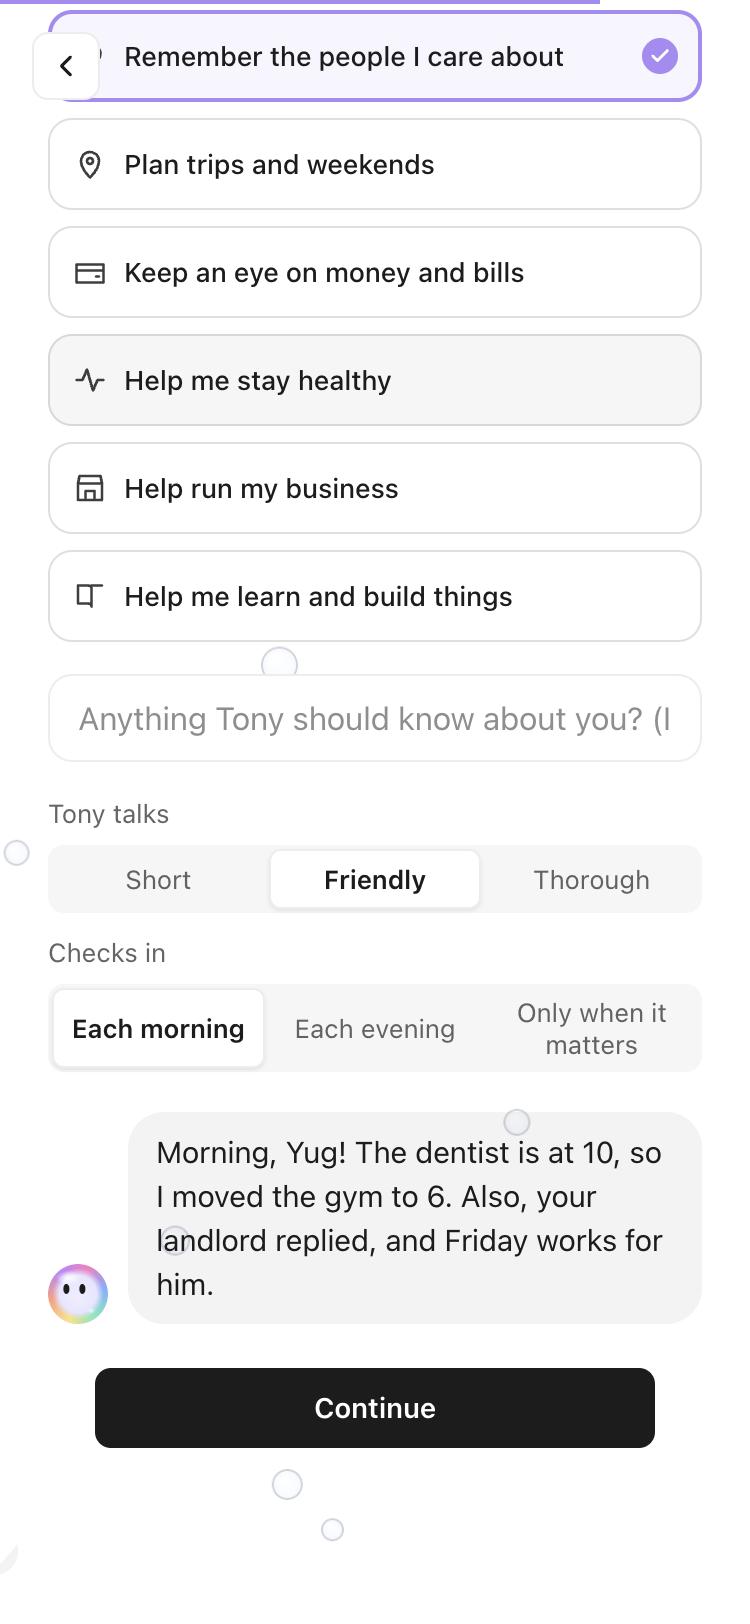 Remember the people I care about
Plan trips and weekends
Keep an eye on money and bills
Help me stay healthy
Help run my business
Help me learn and build things
Anything Tony should know about you? (I
Tony talks
Short
Friendly
Thorough
Checks in
Each morning
Each evening
Only when it
matters
Morning, Yug! The dentist is at 10, so
I moved the gym to 6. Also, your
landlord replied, and Friday works for
him.
Continue